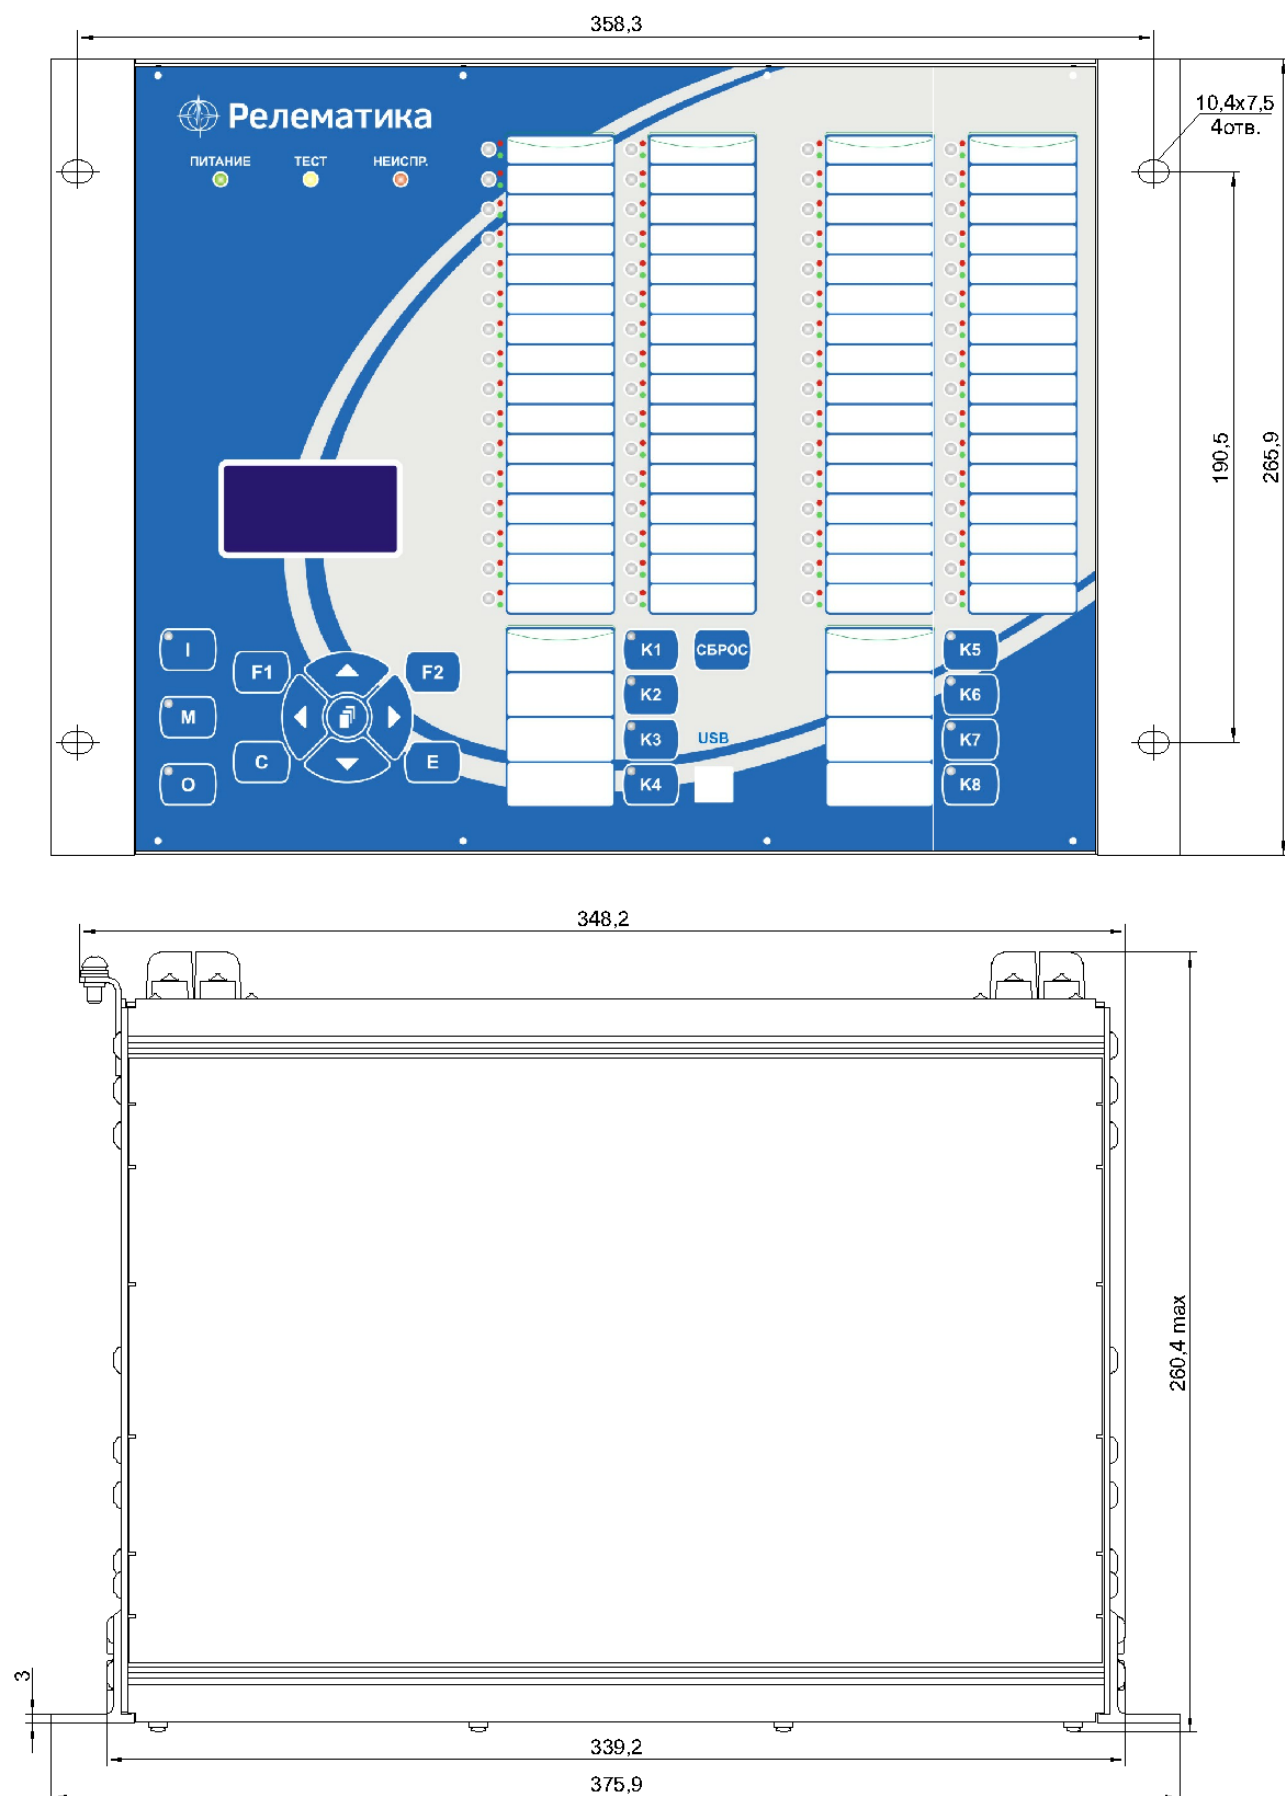 358,3
Релематика
10,4х7,5
4отв.
ПИТАНИЕ ТЕСТ НЕИСПР.
190,5
265,9
I
F1
F2
K1
СБРОС
K5
K2
K6
M
K3
USB
K7
C
E
O
K4
K8
348,2
260,4 max
3
339,2
375,9